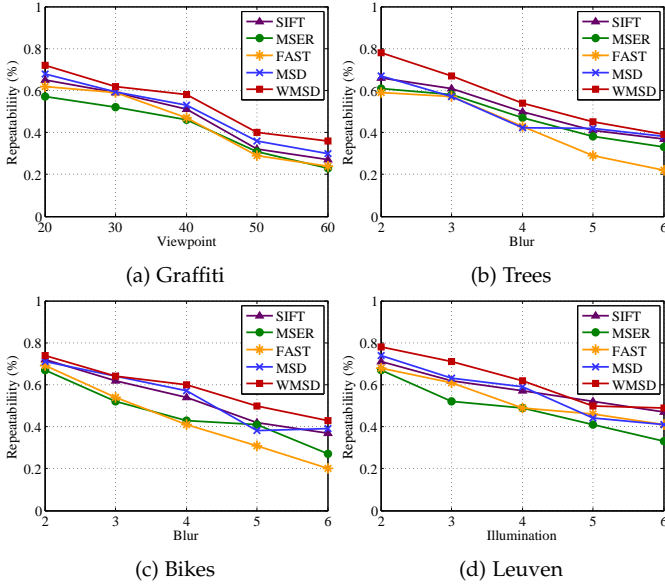 1
0.8
0.6
0.4
0.2
0
Repeatabiliity (%)
20 30 40 50 60
Viewpoint
SIFT
MSER
FAST
MSD
WMSD
(a) Graffiti
1
0.8
0.6
0.4
0.2
0
Repeatabiliity (%)
2 3 4 5 6
Blur
SIFT
MSER
FAST
MSD
WMSD
(b) Trees
1
0.8
0.6
0.4
0.2
0
Repeatabiliity (%)
2 3 4 5 6
Blur
SIFT
MSER
FAST
MSD
WMSD
(c) Bikes
1
0.8
0.6
0.4
0.2
0
Repeatabiliity (%)
2 3 4 5 6
Illumination
SIFT
MSER
FAST
MSD
WMSD
(d) Leuven